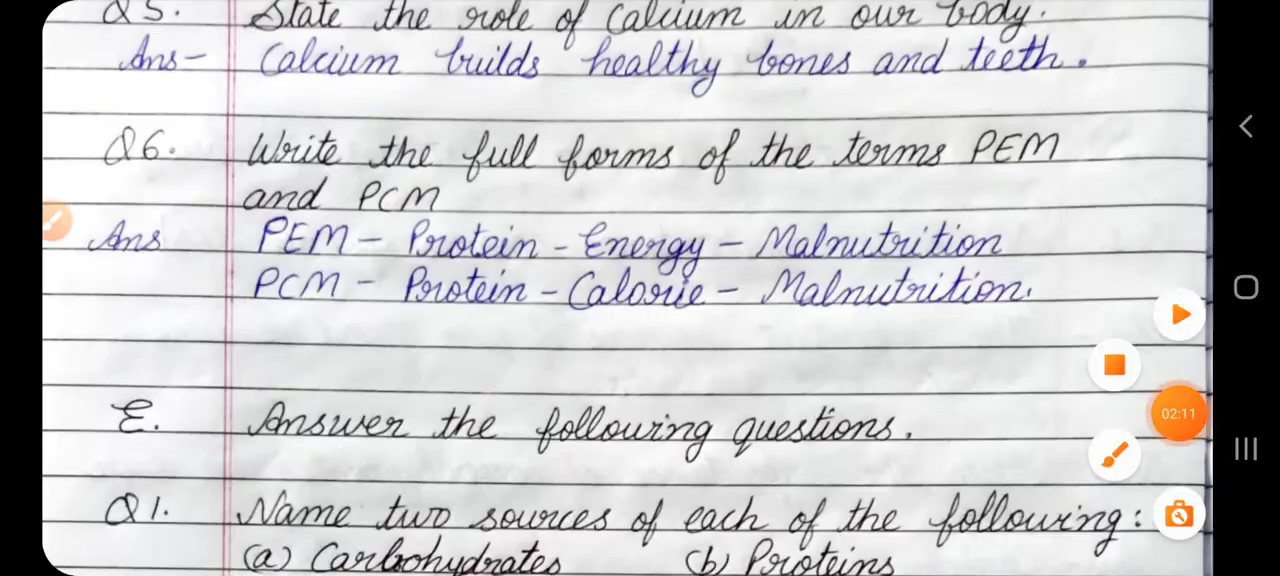 Q5. State the role of Calcium in our body.
Ans- Calcium builds healthy bones and teeth.
Q6. Write the full forms of the terms PEM
and PCM
Ans PEM - Protein - Energy - Malnutrition
PCM - Protein - Calorie - Malnutrition.
E. Answer the following questions.
Q1. Name two sources of each of the following:
(a) Carbohydrates (b) Proteins
02:11